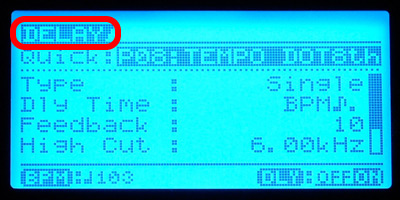 DELAY/
Quick:P08:TEMPO DOT8th
Type : Single
Dly Time : BPM♪.
Feedback : 10
High Cut : 6.00kHz
BPM:♩103 DLY:OFF ON